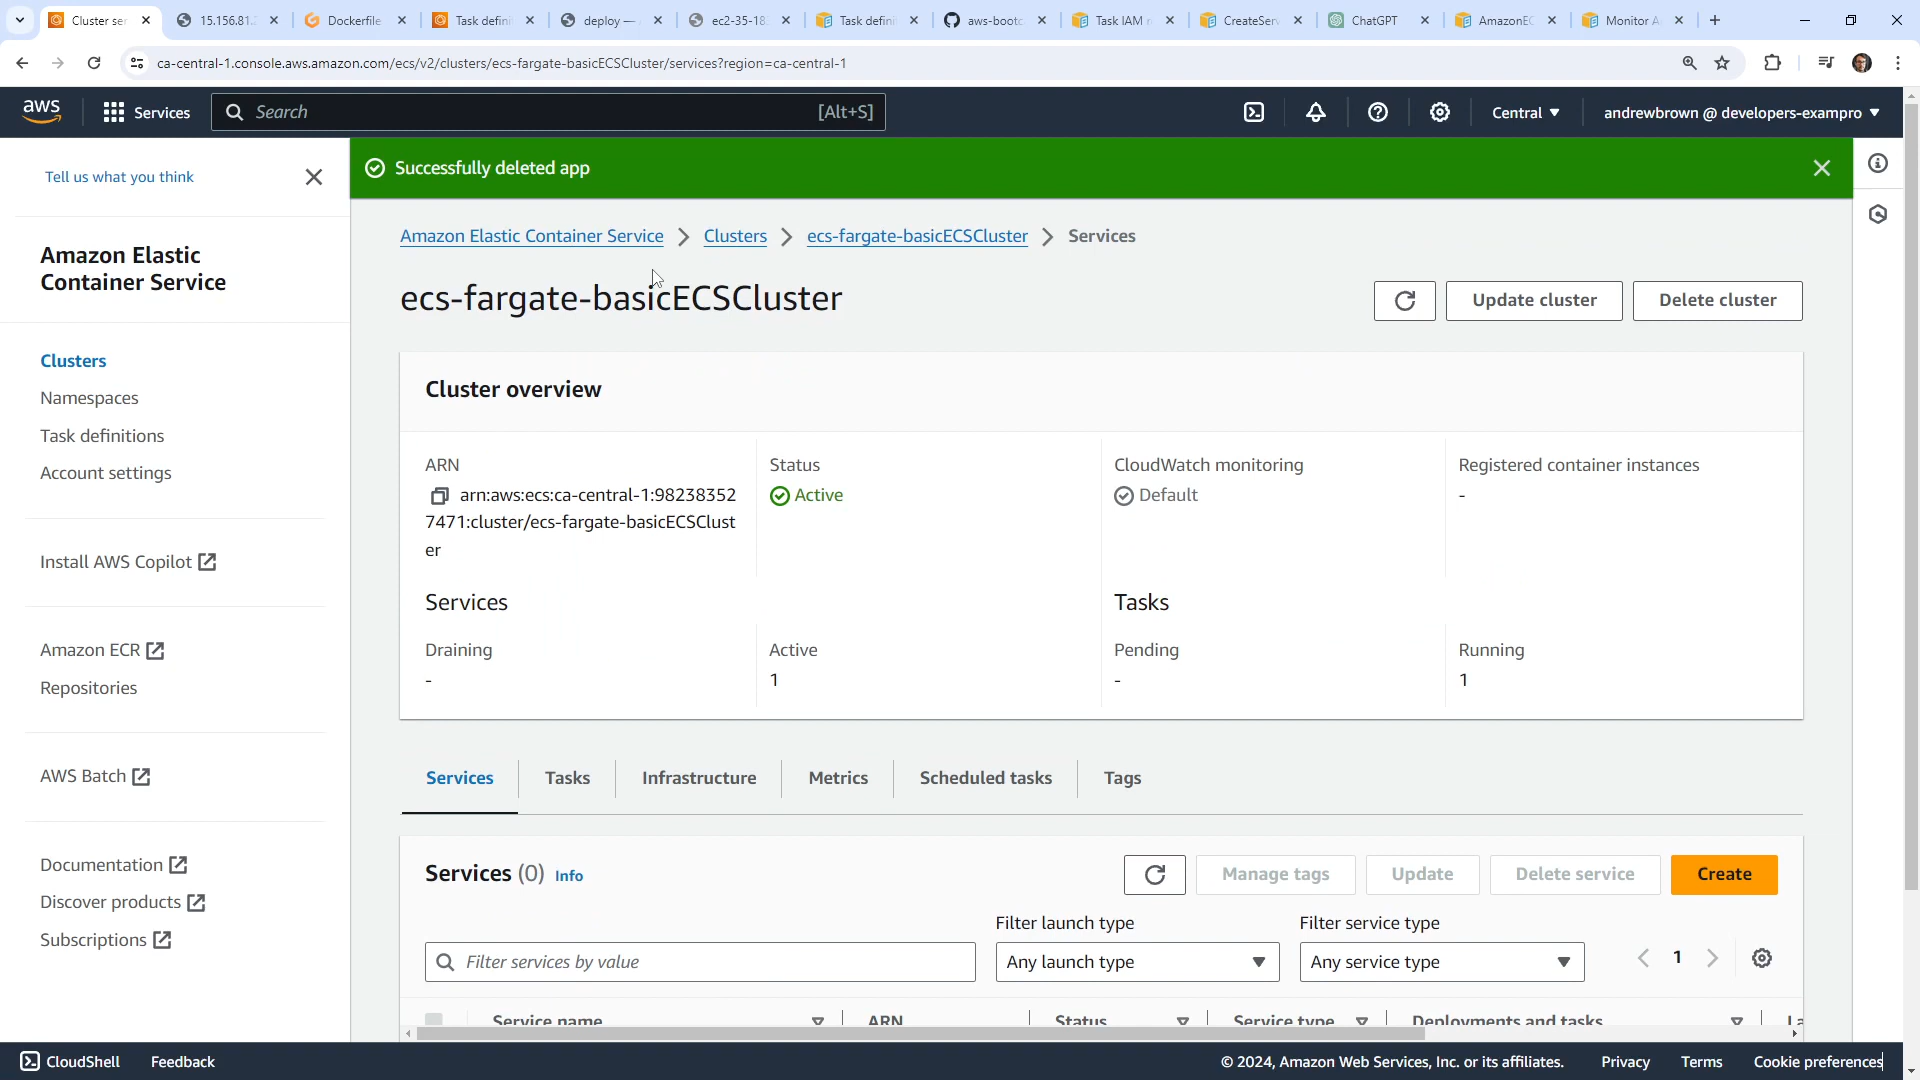 Cluster ser
15.156.81.
Dockerfile
Task defini
deploy —
ec2-35-18
Task defini
aws-bootc
Task IAM r
CreateServ
ChatGPT
AmazonEC
Monitor A
ca-central-1.console.aws.amazon.com/ecs/v2/clusters/ecs-fargate-basicECSCluster/services?region=ca-central-1
aws
Services
Search
[Alt+S]
Central
andrewbrown @ developers-exampro
Tell us what you think
Successfully deleted app
Amazon Elastic Container Service
Clusters
ecs-fargate-basicECSCluster
Services
Amazon Elastic
Container Service
ecs-fargate-basicECSCluster
Update cluster
Delete cluster
Clusters
Namespaces
Task definitions
Account settings
Install AWS Copilot
Amazon ECR
Repositories
AWS Batch
Documentation
Discover products
Subscriptions
Cluster overview
ARN
arn:aws:ecs:ca-central-1:98238352
7471:cluster/ecs-fargate-basicECSClust
er
Status
Active
CloudWatch monitoring
Default
Registered container instances
-
Services
Tasks
Draining
-
Active
1
Pending
-
Running
1
Services
Tasks
Infrastructure
Metrics
Scheduled tasks
Tags
Services (0) Info
Manage tags
Update
Delete service
Create
Filter launch type
Filter service type
Filter services by value
Any launch type
Any service type
1
Service name
ARN
Status
Service type
Deployments and tasks
La
CloudShell
Feedback
© 2024, Amazon Web Services, Inc. or its affiliates.
Privacy
Terms
Cookie preferences